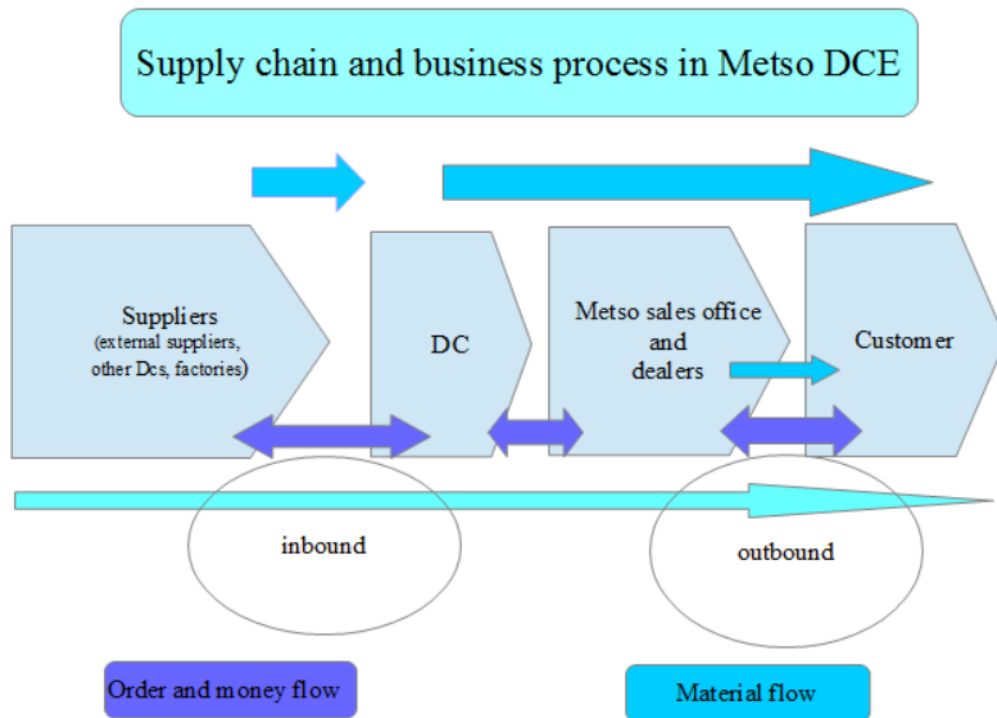 Supply chain and business process in Metso DCE
Suppliers
(external suppliers,
other Dcs, factories)
DC
Metso sales office
and
dealers
Customer
inbound
outbound
Order and money flow
Material flow